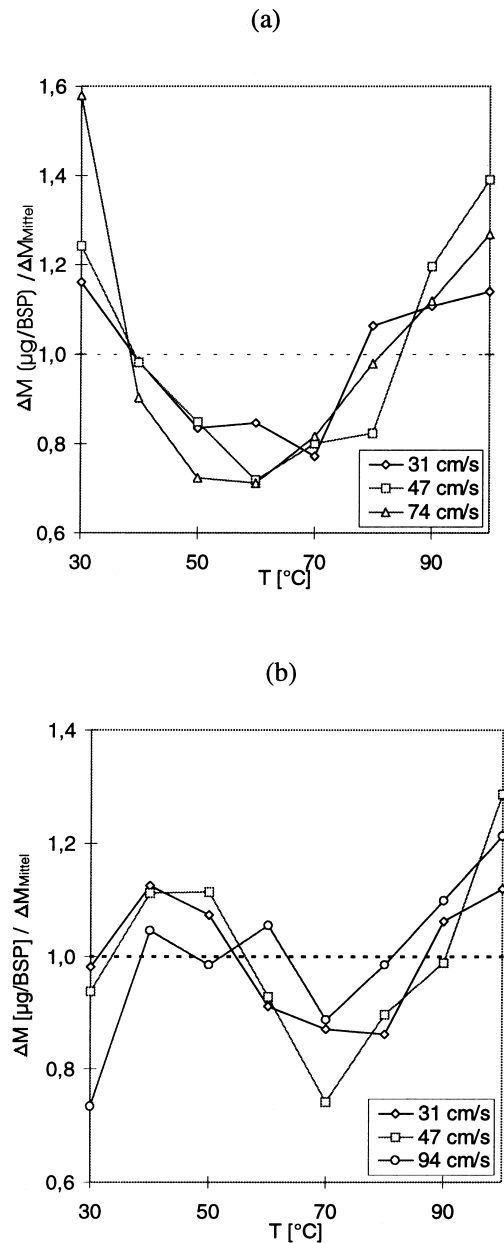 (a)
1,6
1,4
1,2
1,0
0,8
0,6
ΔM (µg/BSP) /ΔMMittel
30
50
70
90
T [°C]
31 cm/s
47 cm/s
74 cm/s
(b)
1,4
1,2
1,0
0,8
0,6
ΔM [µg/BSP] / ΔMMittel
30
50
70
90
T [°C]
31 cm/s
47 cm/s
94 cm/s